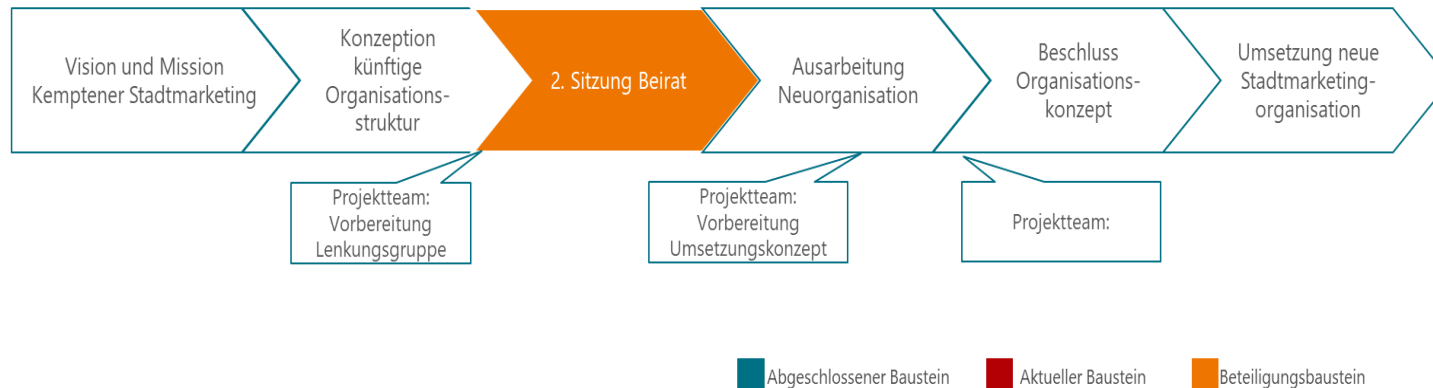 Vision und Mission
Kemptener Stadtmarketing
Konzeption
künftige
Organisations-
struktur
2. Sitzung Beirat
Ausarbeitung
Neuorganisation
Beschluss
Organisations-
konzept
Umsetzung neue
Stadtmarketing-
organisation
Projektteam:
Vorbereitung
Lenkungsgruppe
Projektteam:
Vorbereitung
Umsetzungskonzept
Projektteam:
Abgeschlossener Baustein
Aktueller Baustein
Beteiligungsbaustein